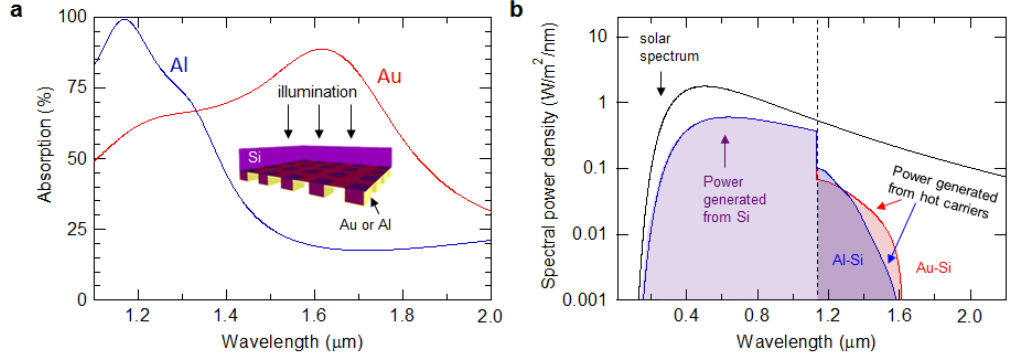 a
100
75
50
25
0
Absorption (%)
Al
Au
illumination
Si
Au or Al
1.2
1.4
1.6
1.8
2.0
Wavelength (μm)
b
10
1
0.1
0.01
0.001
Spectral power density (W/m²/nm)
solar
spectrum
Power
generated
from Si
Power generated
from hot carriers
Al-Si
Au-Si
0.4
0.8
1.2
1.6
2.0
Wavelength (μm)